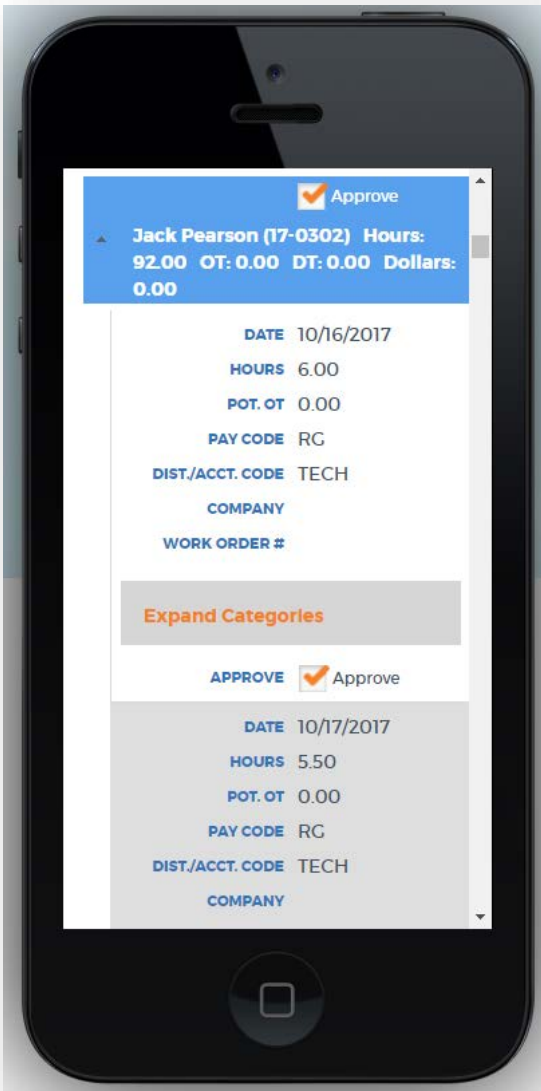 Approve
Jack Pearson (17-0302) Hours:
92.00 OT: 0.00 DT: 0.00 Dollars:
0.00
DATE 10/16/2017
HOURS 6.00
POT. OT 0.00
PAY CODE RG
DIST./ACCT. CODE TECH
COMPANY
WORK ORDER #
Expand Categories
APPROVE Approve
DATE 10/17/2017
HOURS 5.50
POT. OT 0.00
PAY CODE RG
DIST./ACCT. CODE TECH
COMPANY